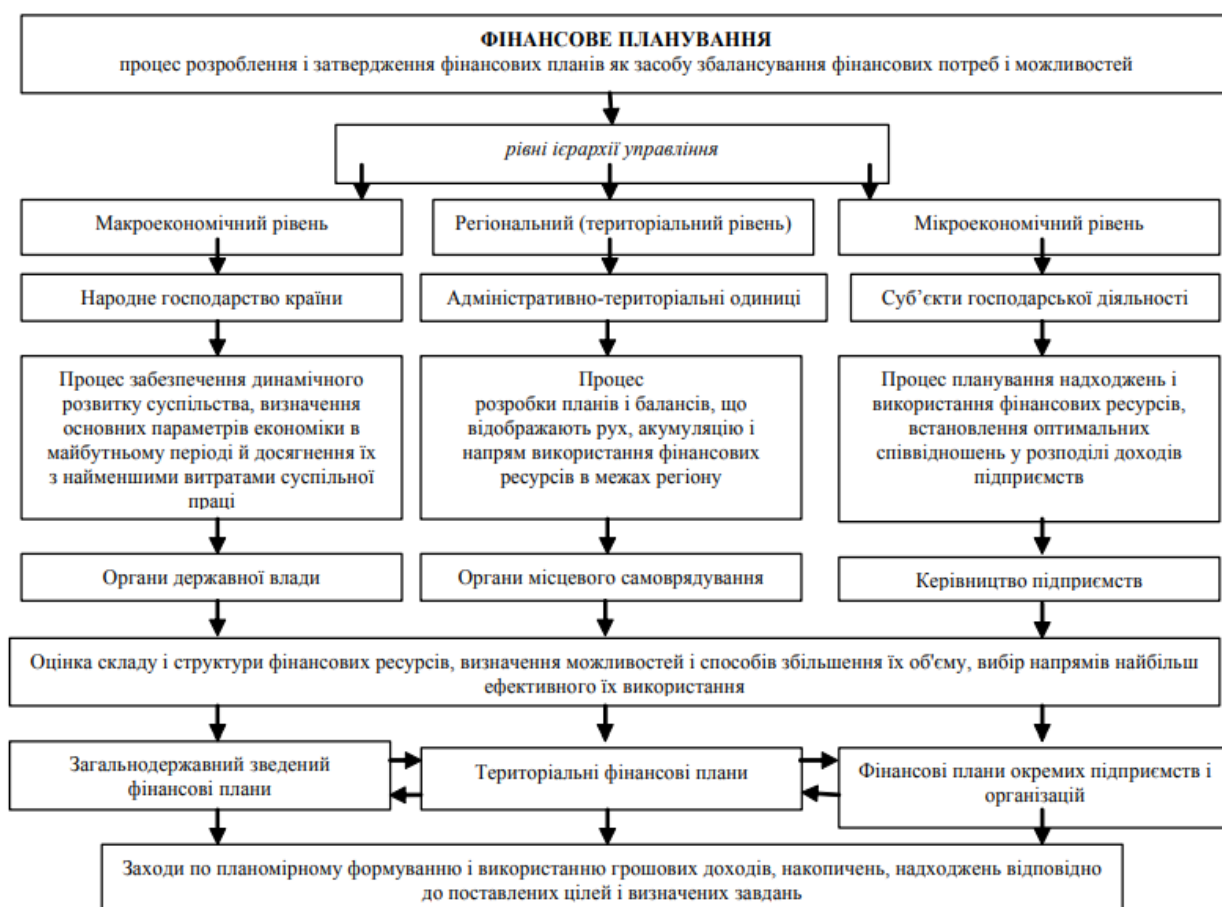 ФІНАНСОВЕ ПЛАНУВАННЯ
процес розроблення і затвердження фінансових планів як засобу збалансування фінансових потреб і можливостей
рівні ієрархії управління
Макроекономічний рівень
Регіональний (територіальний рівень)
Мікроекономічний рівень
Народне господарство країни
Адміністративно-територіальні одиниці
Суб’єкти господарської діяльності
Процес забезпечення динамічного
розвитку суспільства, визначення
основних параметрів економіки в
майбутньому періоді й досягнення їх
з найменшими витратами суспільної
праці
Процес
розробки планів і балансів, що
відображають рух, акумуляцію і
напрям використання фінансових
ресурсів в межах регіону
Процес планування надходжень і
використання фінансових ресурсів,
встановлення оптимальних
співвідношень у розподілі доходів
підприємств
Органи державної влади
Органи місцевого самоврядування
Керівництво підприємств
Оцінка складу і структури фінансових ресурсів, визначення можливостей і способів збільшення їх об'єму, вибір напрямів найбільш
ефективного їх використання
Загальнодержавний зведений
фінансові плани
Територіальні фінансові плани
Фінансові плани окремих підприємств і
організацій
Заходи по планомірному формуванню і використанню грошових доходів, накопичень, надходжень відповідно
до поставлених цілей і визначених завдань